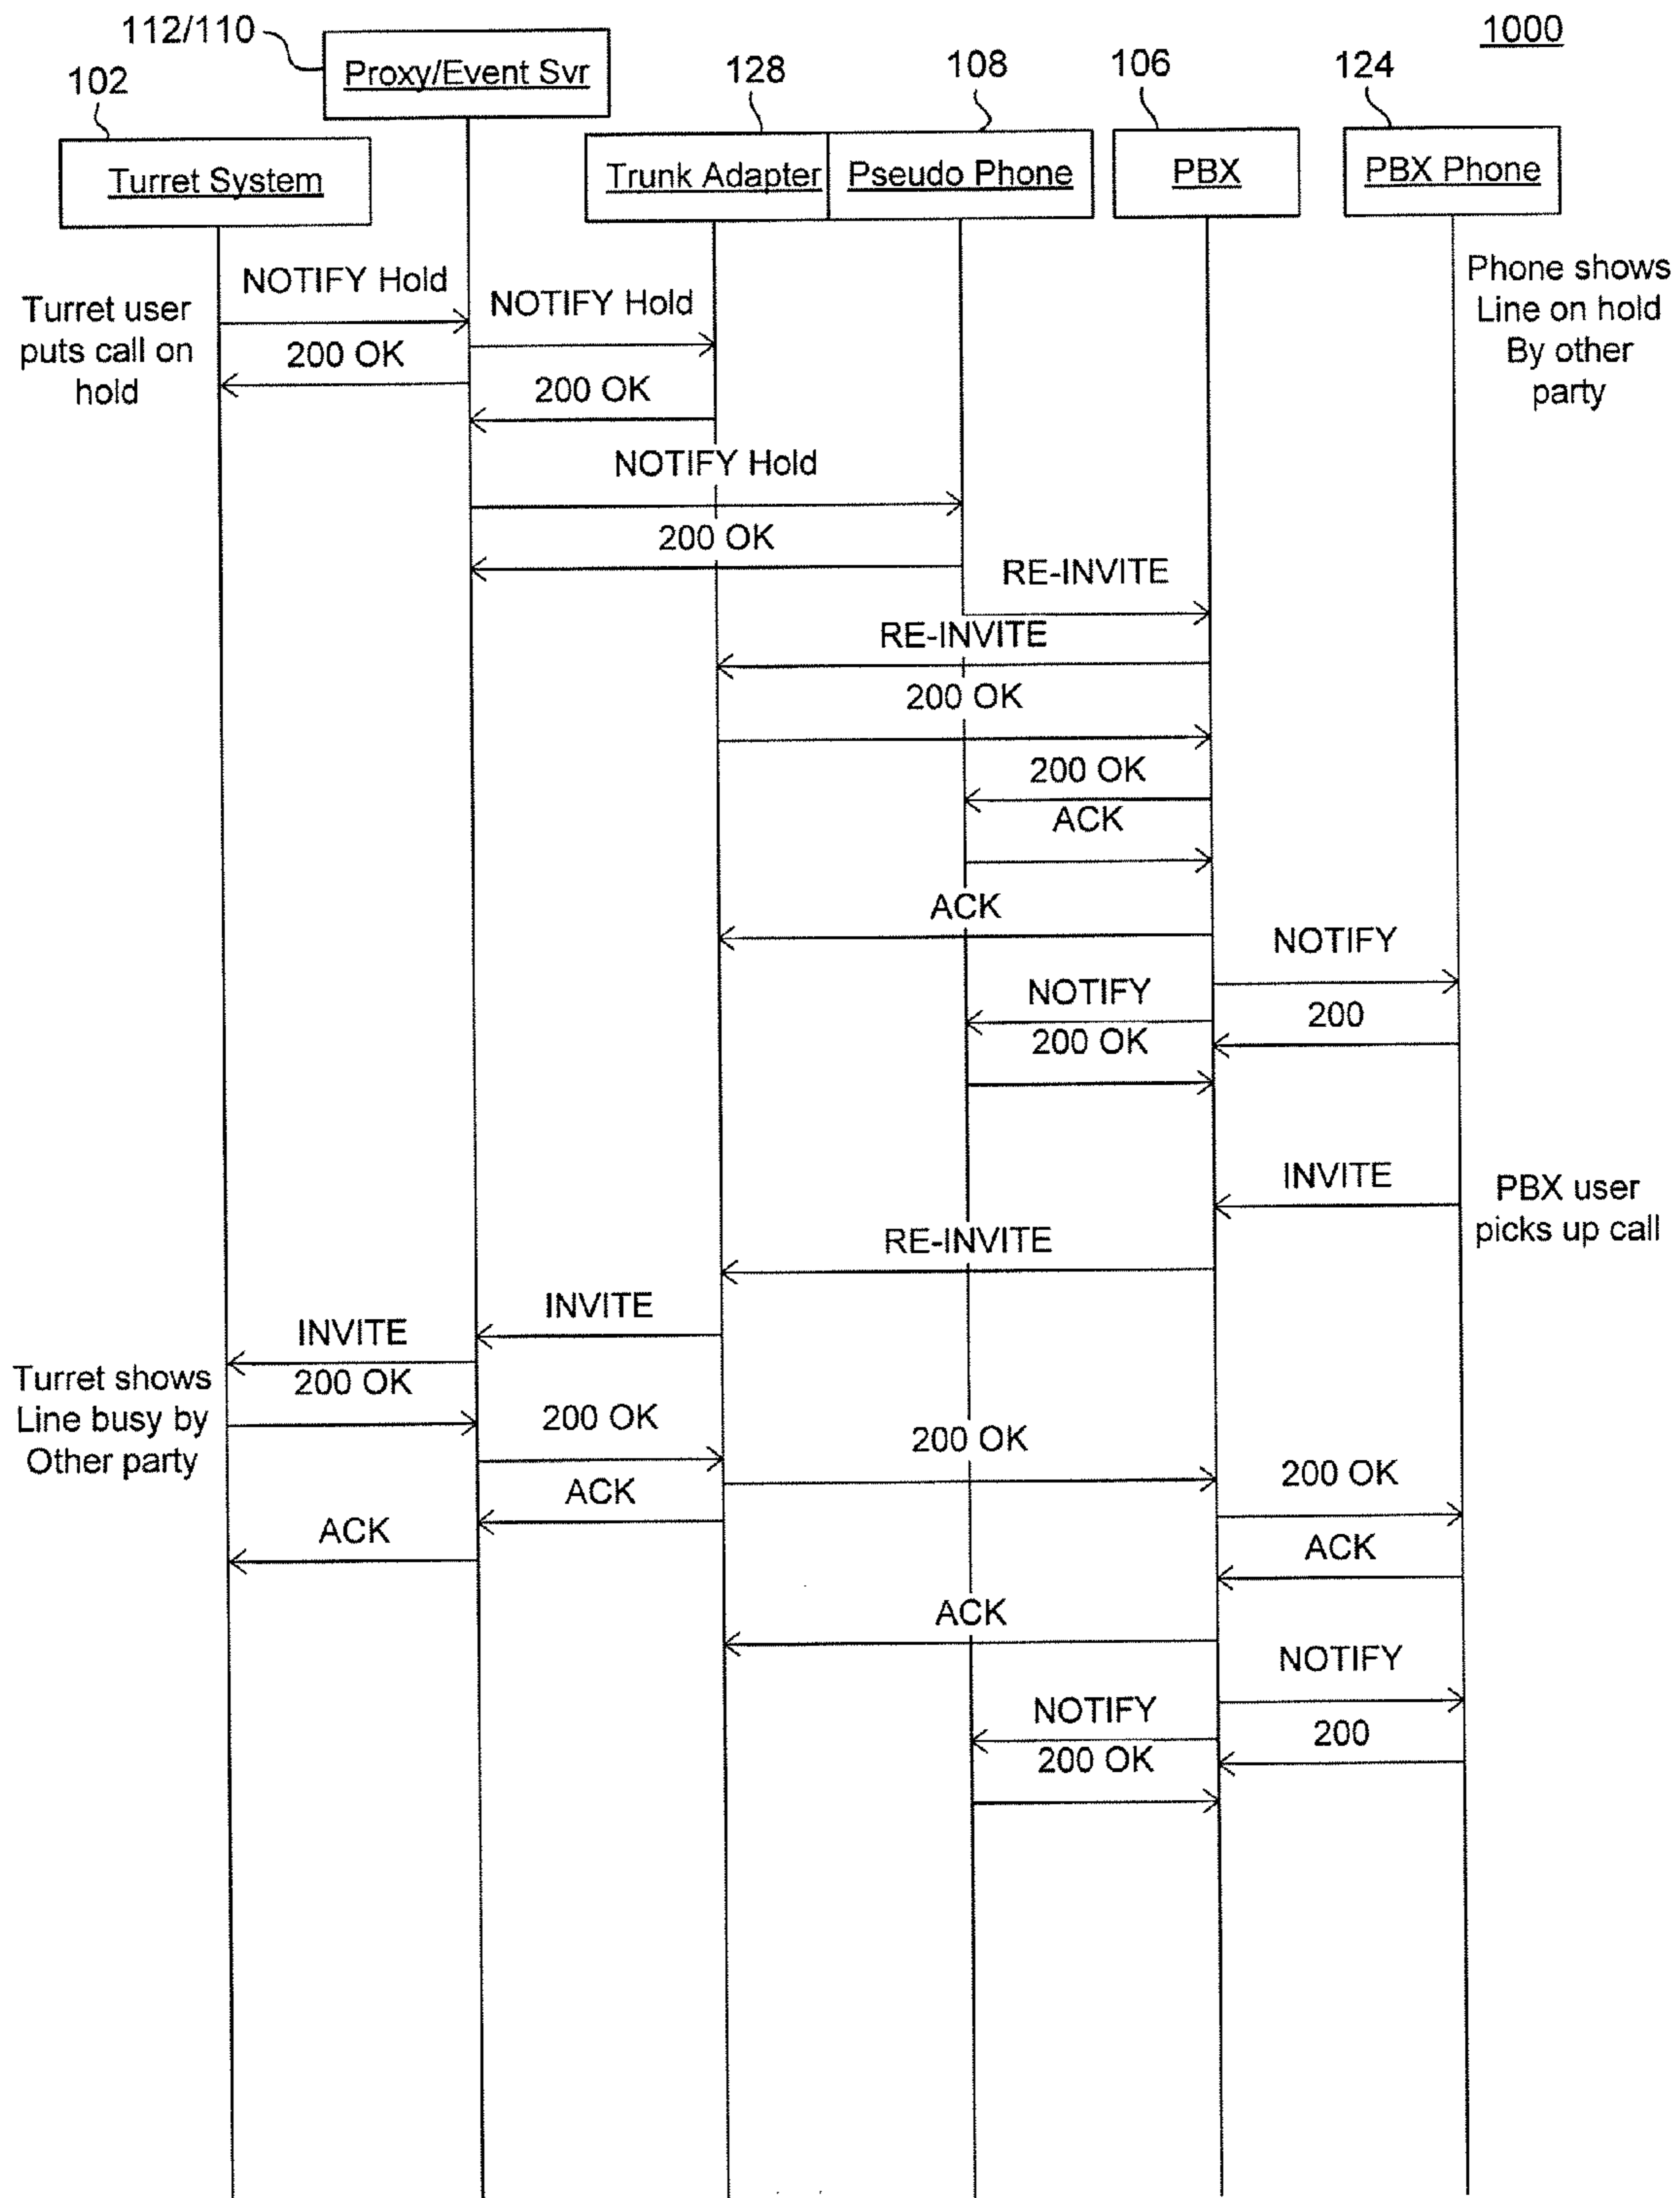 1000
112/110
Proxy/Event Svr
102
128
108
106
124
Turret System
Trunk Adapter
Pseudo Phone
PBX
PBX Phone
NOTIFY Hold
NOTIFY Hold
Turret user
puts call on
hold
200 OK
200 OK
Phone shows
Line on hold
By other
party
NOTIFY Hold
200 OK
RE-INVITE
RE-INVITE
200 OK
200 OK
ACK
ACK
NOTIFY
NOTIFY
200
200 OK
INVITE
PBX user
picks up call
RE-INVITE
INVITE
INVITE
200 OK
Turret shows
Line busy by
Other party
200 OK
200 OK
200 OK
ACK
ACK
ACK
ACK
NOTIFY
NOTIFY
200
200 OK